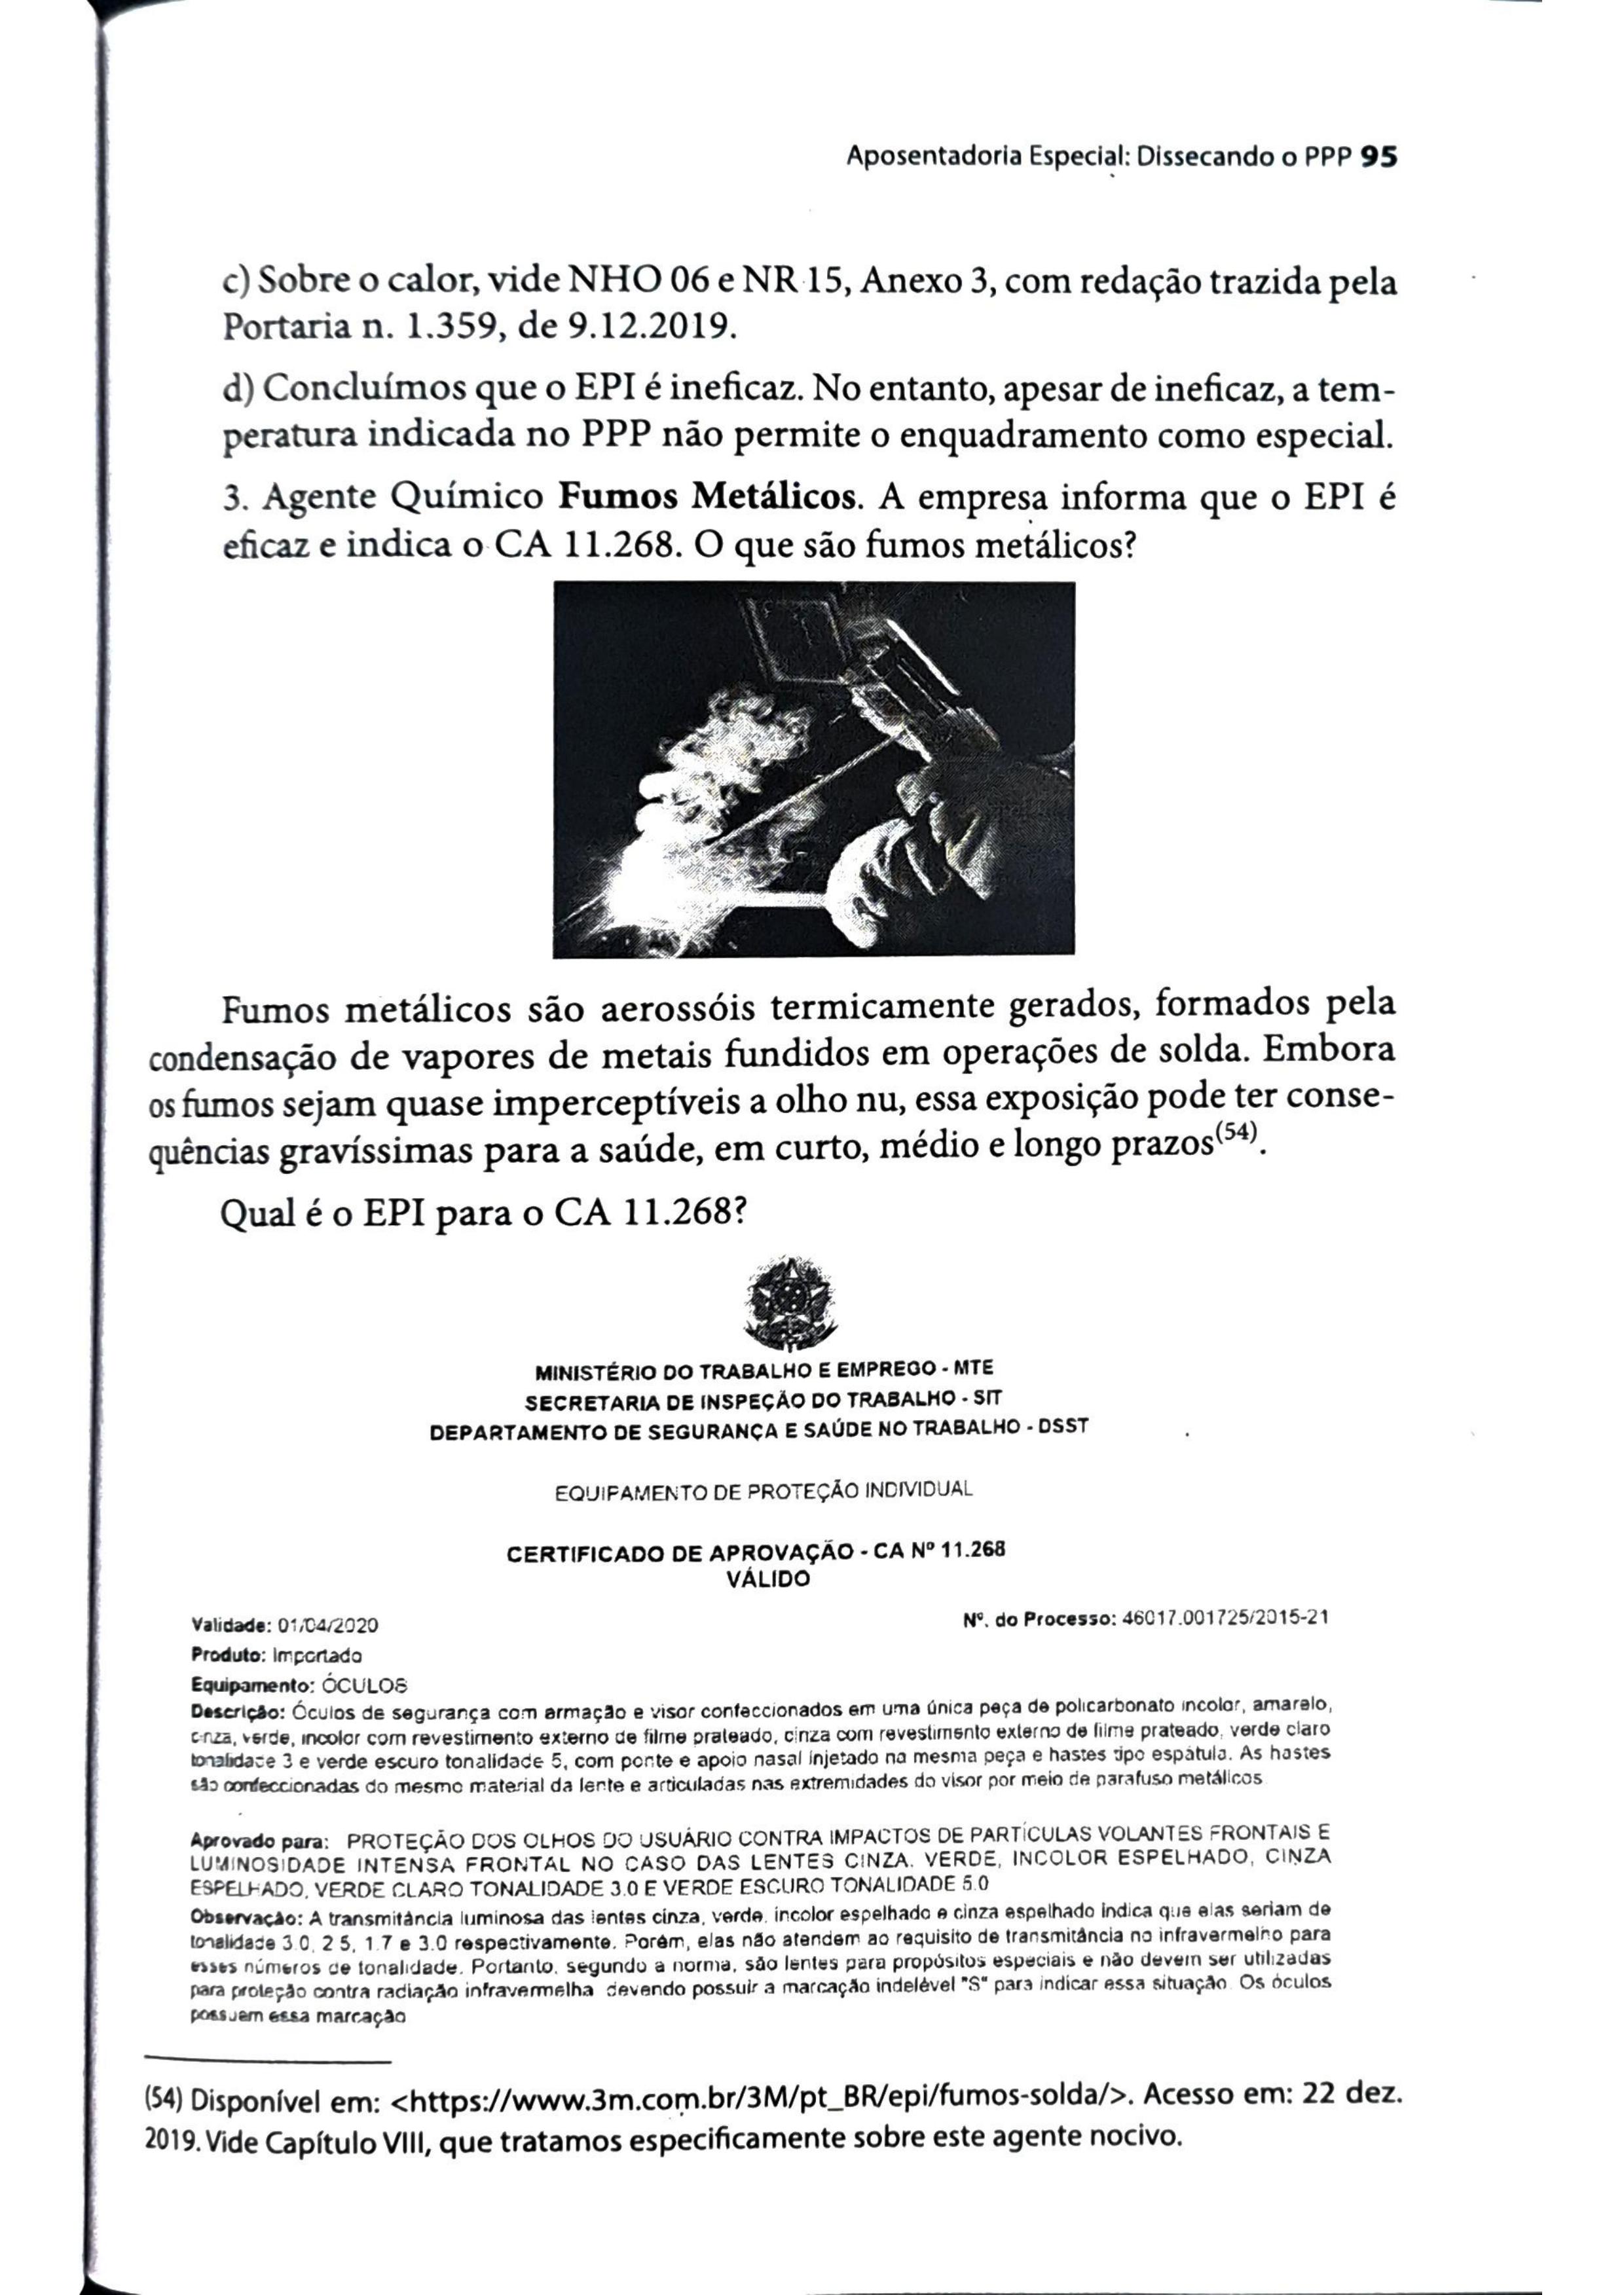 Aposentadoria Especial: Dissecando o PPP 95
c) Sobre o calor, vide NHO 06 e NR 15, Anexo 3, com redação trazida pela
Portaria n. 1.359, de 9.12.2019.
d) Concluímos que o EPI é ineficaz. No entanto, apesar de ineficaz, a tem-
peratura indicada no PPP não permite o enquadramento como especial.
3. Agente Químico Fumos Metálicos. A empresa informa que o EPI é
eficaz e indica o CA 11.268. O que são fumos metálicos?
Fumos metálicos são aerossóis termicamente gerados, formados pela
condensação de vapores de metais fundidos em operações de solda. Embora
os fumos sejam quase imperceptíveis a olho nu, essa exposição pode ter conse-
quências gravíssimas para a saúde, em curto, médio e longo prazos(54).
Qual é o EPI para o CA 11.268?
MINISTÉRIO DO TRABALHO E EMPREGO - MTE
SECRETARIA DE INSPEÇÃO DO TRABALHO - SIT
DEPARTAMENTO DE SEGURANÇA E SAÚDE NO TRABALHO - DSST
EQUIPAMENTO DE PROTEÇÃO INDIVIDUAL
CERTIFICADO DE APROVAÇÃO - CA Nº 11.268
VÁLIDO
Validade: 01/04/2020
Nº. do Processo: 46017.001725/2015-21
Produto: Importado
Equipamento: ÓCULOS
Descrição: Óculos de segurança com armação e visor confeccionados em uma única peça de policarbonato incolor, amarelo,
cinza, verde, incolor com revestimento externo de filme prateado, cinza com revestimento externo de filme prateado, verde claro
tonalidade 3 e verde escuro tonalidade 5, com ponte e apoio nasal injetado na mesma peça e hastes tipo espátula. As hastes
são confeccionadas do mesmo material da lente e articuladas nas extremidades do visor por meio de parafuso metálicos
Aprovado para: PROTEÇÃO DOS OLHOS DO USUÁRIO CONTRA IMPACTOS DE PARTÍCULAS VOLANTES FRONTAIS E
LUMINOSIDADE INTENSA FRONTAL NO CASO DAS LENTES CINZA, VERDE, INCOLOR ESPELHADO, CINZA
ESPELHADO, VERDE CLARO TONALIDADE 3.0 E VERDE ESCURO TONALIDADE 5.0
Observação: A transmitância luminosa das lentes cinza, verde, incolor espelhado e cinza espelhado indica que elas seriam de
tonalidade 3.0, 2.5, 1.7 e 3.0 respectivamente. Porém, elas não atendem ao requisito de transmitância no infravermelho para
esses números de tonalidade. Portanto, segundo a norma, são lentes para propósitos especiais e não devem ser utilizadas
para proteção contra radiação infravermelha devendo possuir a marcação indelével "S" para indicar essa situação. Os óculos
possuem essa marcação
(54) Disponível em: <https://www.3m.com.br/3M/pt_BR/epi/fumos-solda/>. Acesso em: 22 dez.
2019. Vide Capítulo VIII, que tratamos especificamente sobre este agente nocivo.